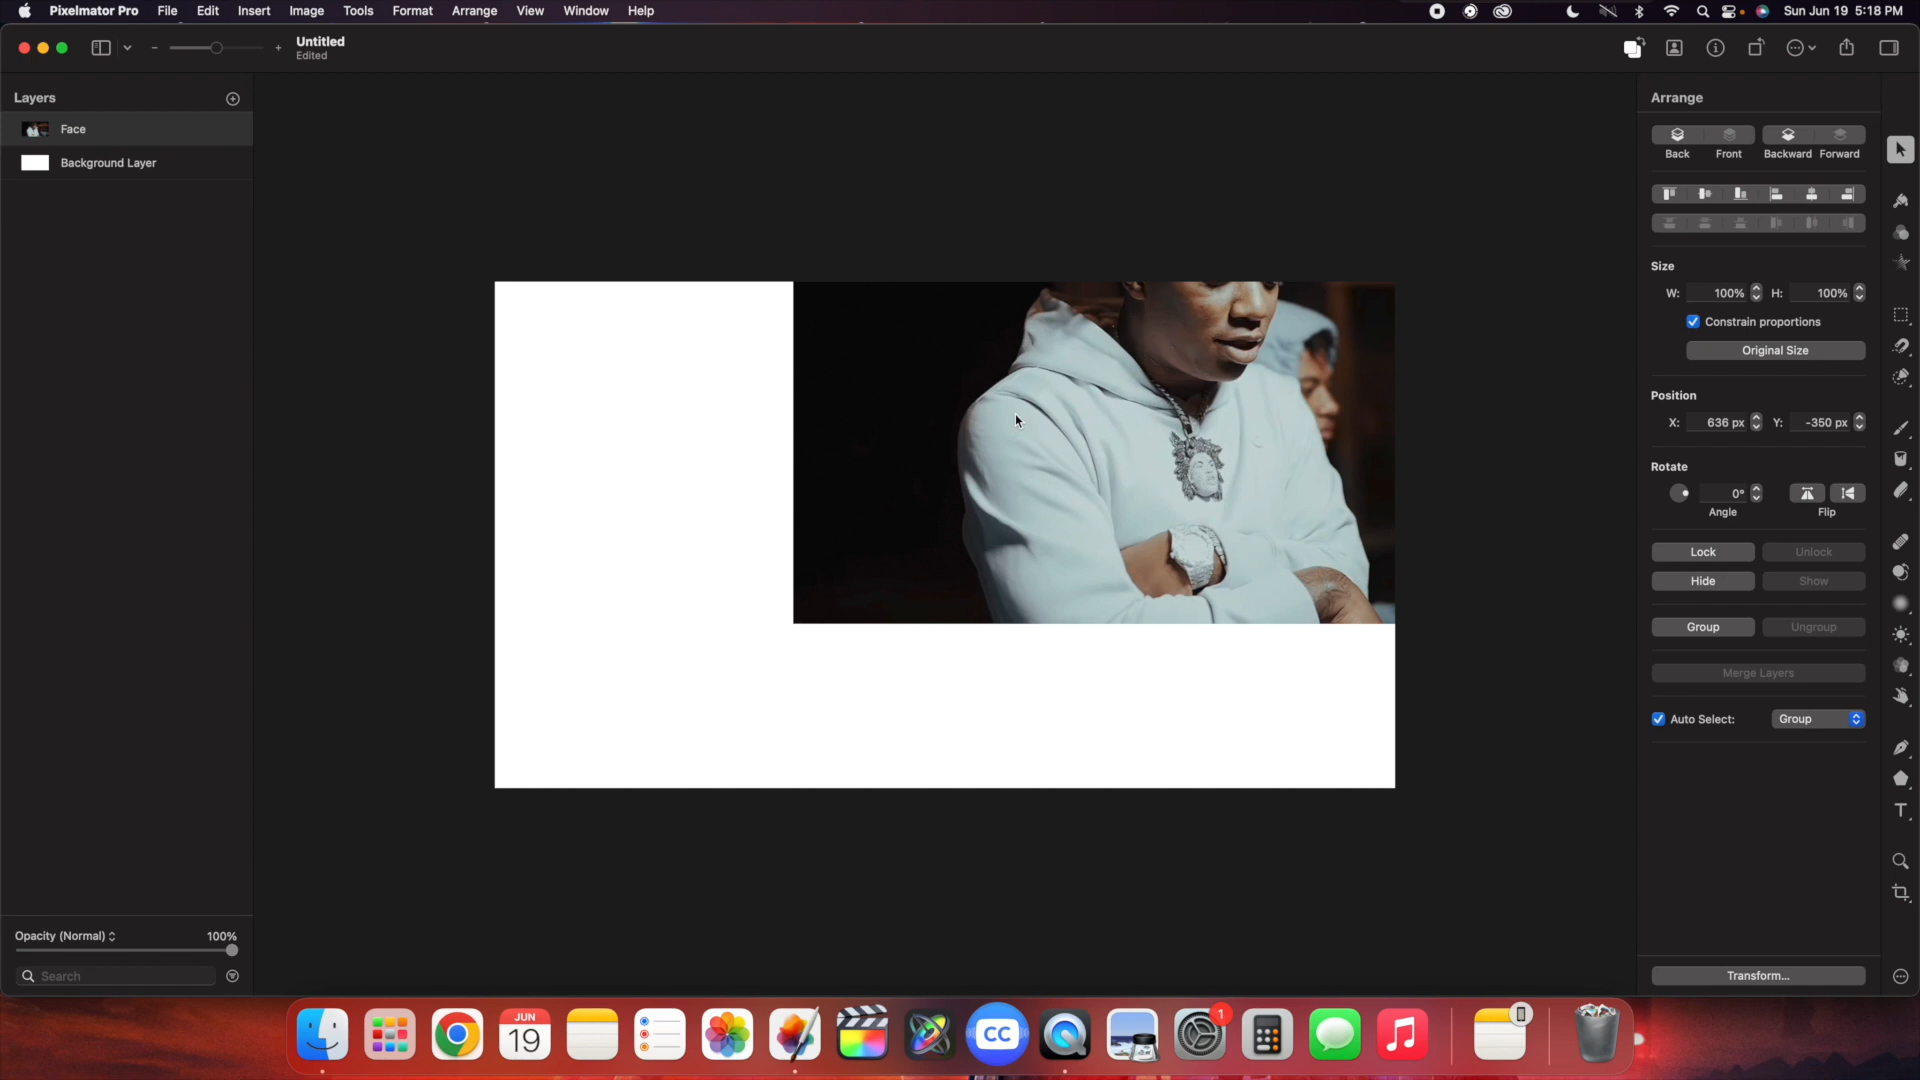 Pixelmator Pro File Edit Insert Image Tools Format Arrange View Window Help Sun Jun 19 5:18 PM
Untitled
Edited
Layers
Face
Background Layer
Opacity (Normal) 100%
Search
Arrange
Back Front Backward Forward
Size
W: 100% H: 100%
Constrain proportions
Original Size
Position
X: 636 px Y: -350 px
Rotate
0°
Angle Flip
Lock Unlock
Hide Show
Group Ungroup
Merge Layers
Auto Select: Group
Transform...
T
JUN
19
CC
1